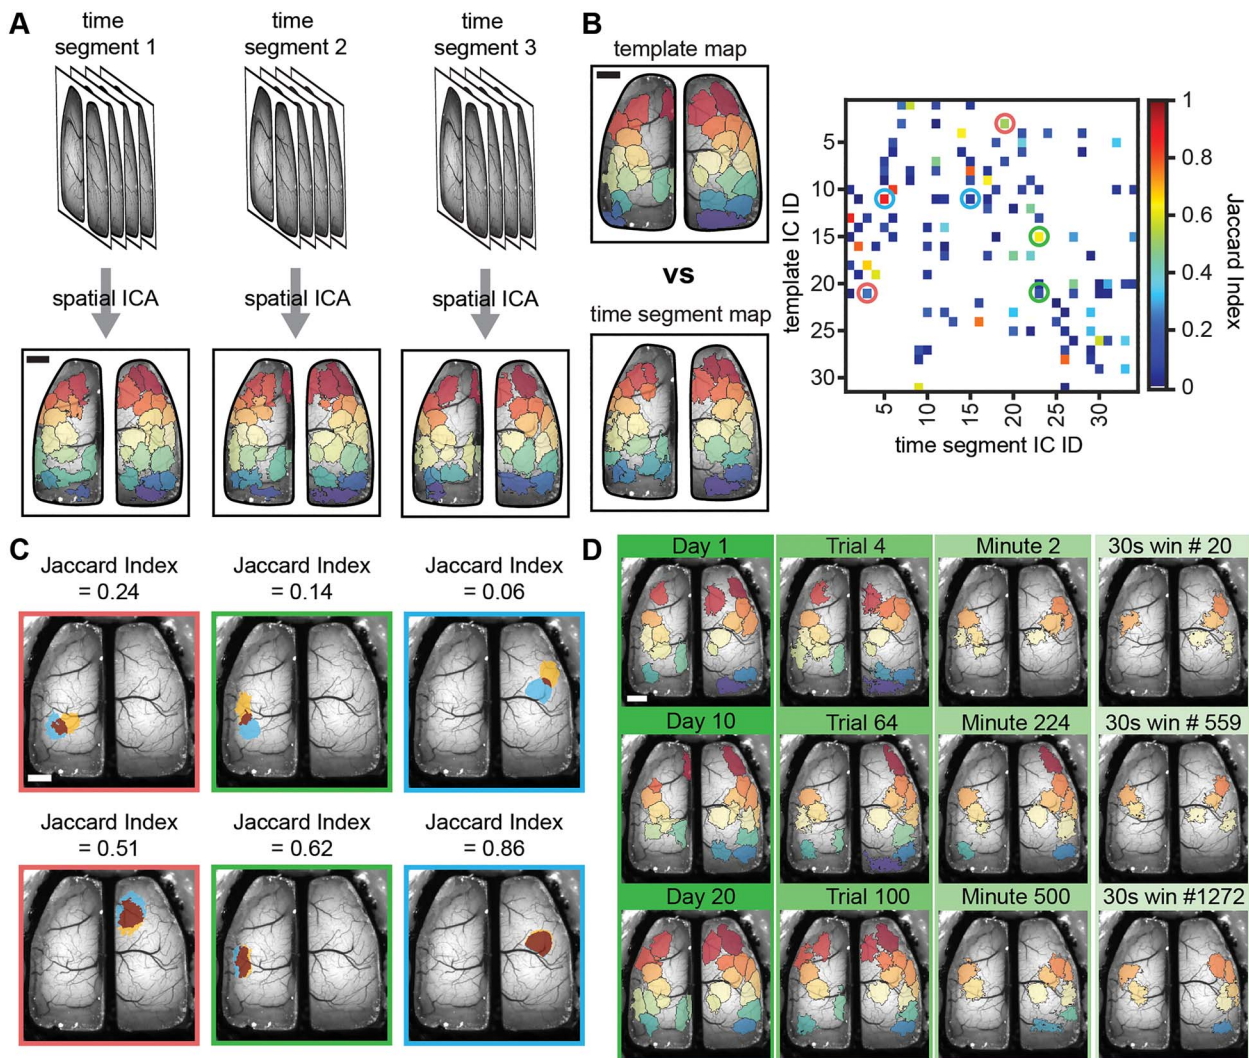 A
time
segment 1
time
segment 2
time
segment 3
spatial ICA
spatial ICA
spatial ICA
B
template map
vs
time segment map
5
10
15
20
25
30
template IC ID
5
10
15
20
25
30
time segment IC ID
1
0.8
0.6
0.4
0.2
0
Jaccard Index
C
Jaccard Index
= 0.24
Jaccard Index
= 0.14
Jaccard Index
= 0.06
Jaccard Index
= 0.51
Jaccard Index
= 0.62
Jaccard Index
= 0.86
D
Day 1
Trial 4
Minute 2
30s win # 20
Day 10
Trial 64
Minute 224
30s win # 559
Day 20
Trial 100
Minute 500
30s win #1272